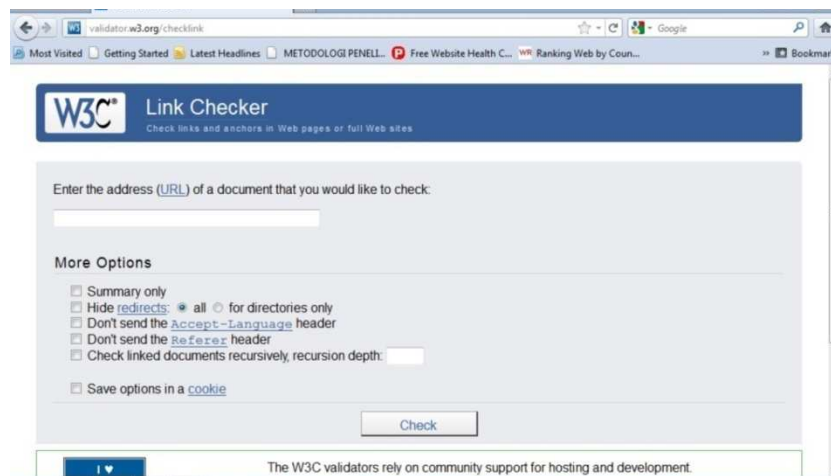 validator.w3.org/checklink
Google
Most Visited Getting Started Latest Headlines METODOLOGI PENELI... Free Website Health C... WR Ranking Web by Coun... » Bookmar
W3C® Link Checker
Check links and anchors in Web pages or full Web sites
Enter the address (URL) of a document that you would like to check:
More Options
Summary only
Hide redirects: all for directories only
Don't send the Accept-Language header
Don't send the Referer header
Check linked documents recursively, recursion depth:
Save options in a cookie
Check
I ♥
The W3C validators rely on community support for hosting and development.